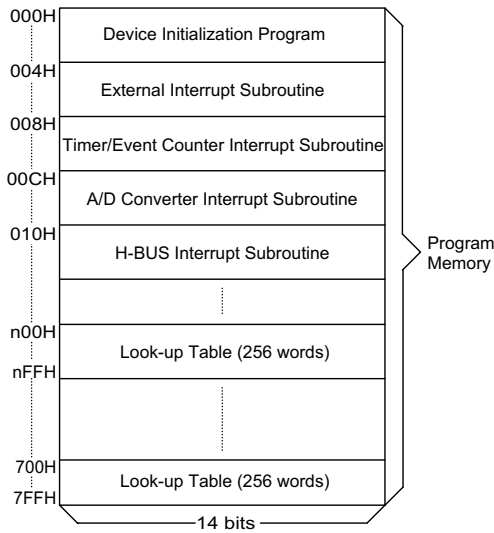 000H
Device Initialization Program
004H
External Interrupt Subroutine
008H
Timer/Event Counter Interrupt Subroutine
00CH
A/D Converter Interrupt Subroutine
010H
H-BUS Interrupt Subroutine
Program
Memory
n00H
Look-up Table (256 words)
nFFH
700H
Look-up Table (256 words)
7FFH
14 bits